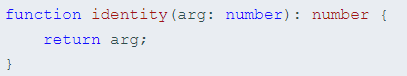 function identity(arg: number): number {
    return arg;
}